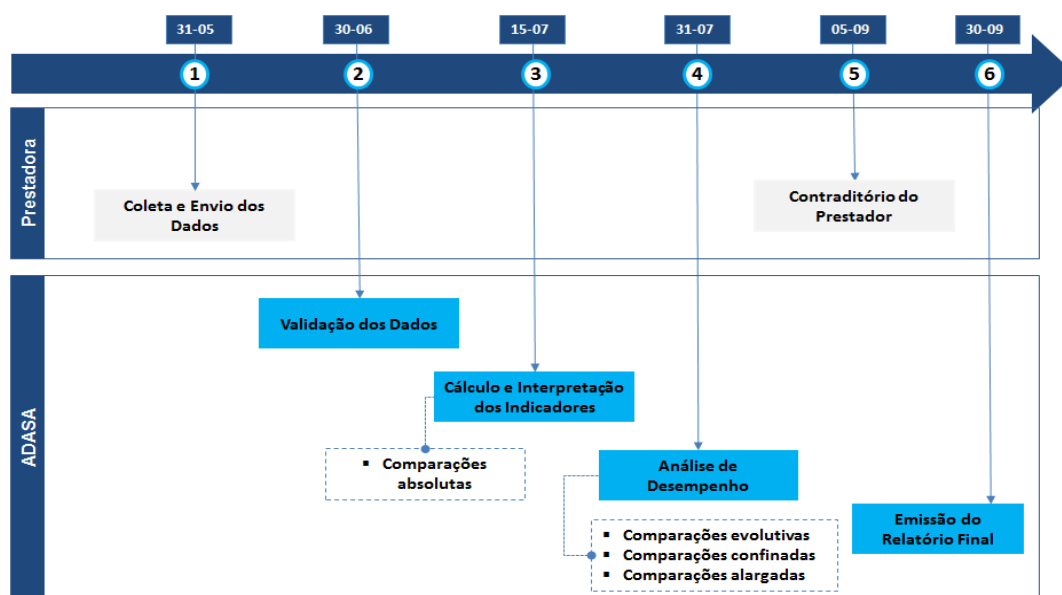 31-05
30-06
15-07
31-07
05-09
30-09
1
2
3
4
5
6
Prestadora
Coleta e Envio dos
Dados
Contraditório do
Prestador
ADASA
Validação dos Dados
Cálculo e Interpretação
dos Indicadores
▪ Comparações
absolutas
Análise de
Desempenho
▪ Comparações evolutivas
▪ Comparações confinadas
▪ Comparações alargadas
Emissão do
Relatório Final